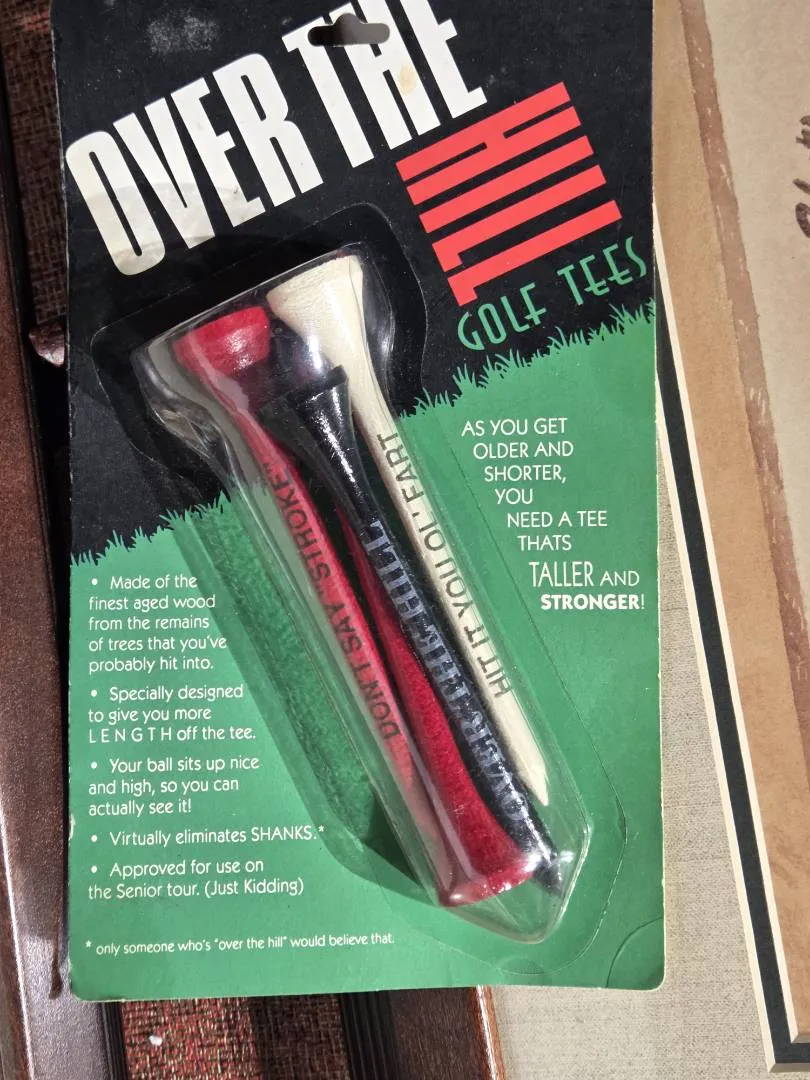 OVER THE
HILL
GOLF TEES
AS YOU GET
OLDER AND
SHORTER,
YOU
NEED A TEE
THATS
TALLER AND
STRONGER!
DON'T SAY "STROKE"
OVER THE HILL
HIT IT YOU OL' FART
• Made of the
finest aged wood
from the remains
of trees that you've
probably hit into.
• Specially designed
to give you more
L E N G T H off the tee.
• Your ball sits up nice
and high, so you can
actually see it!
• Virtually eliminates SHANKS.*
• Approved for use on
the Senior tour. (Just Kidding)
* only someone who's "over the hill" would believe that.